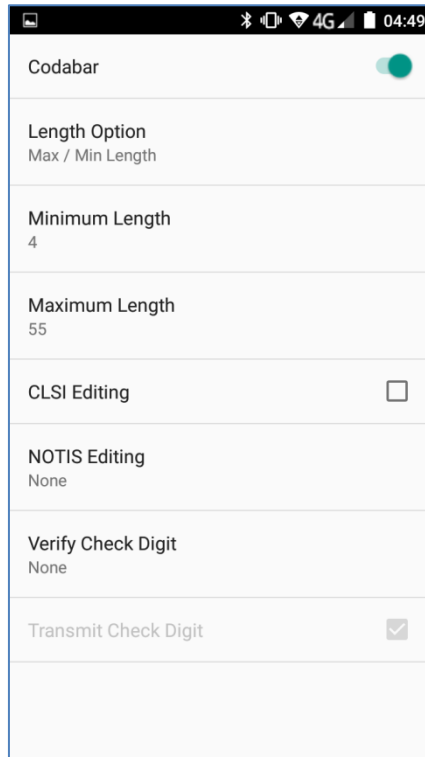 4G 04:49
Codabar
Length Option
Max / Min Length
Minimum Length
4
Maximum Length
55
CLSI Editing
NOTIS Editing
None
Verify Check Digit
None
Transmit Check Digit